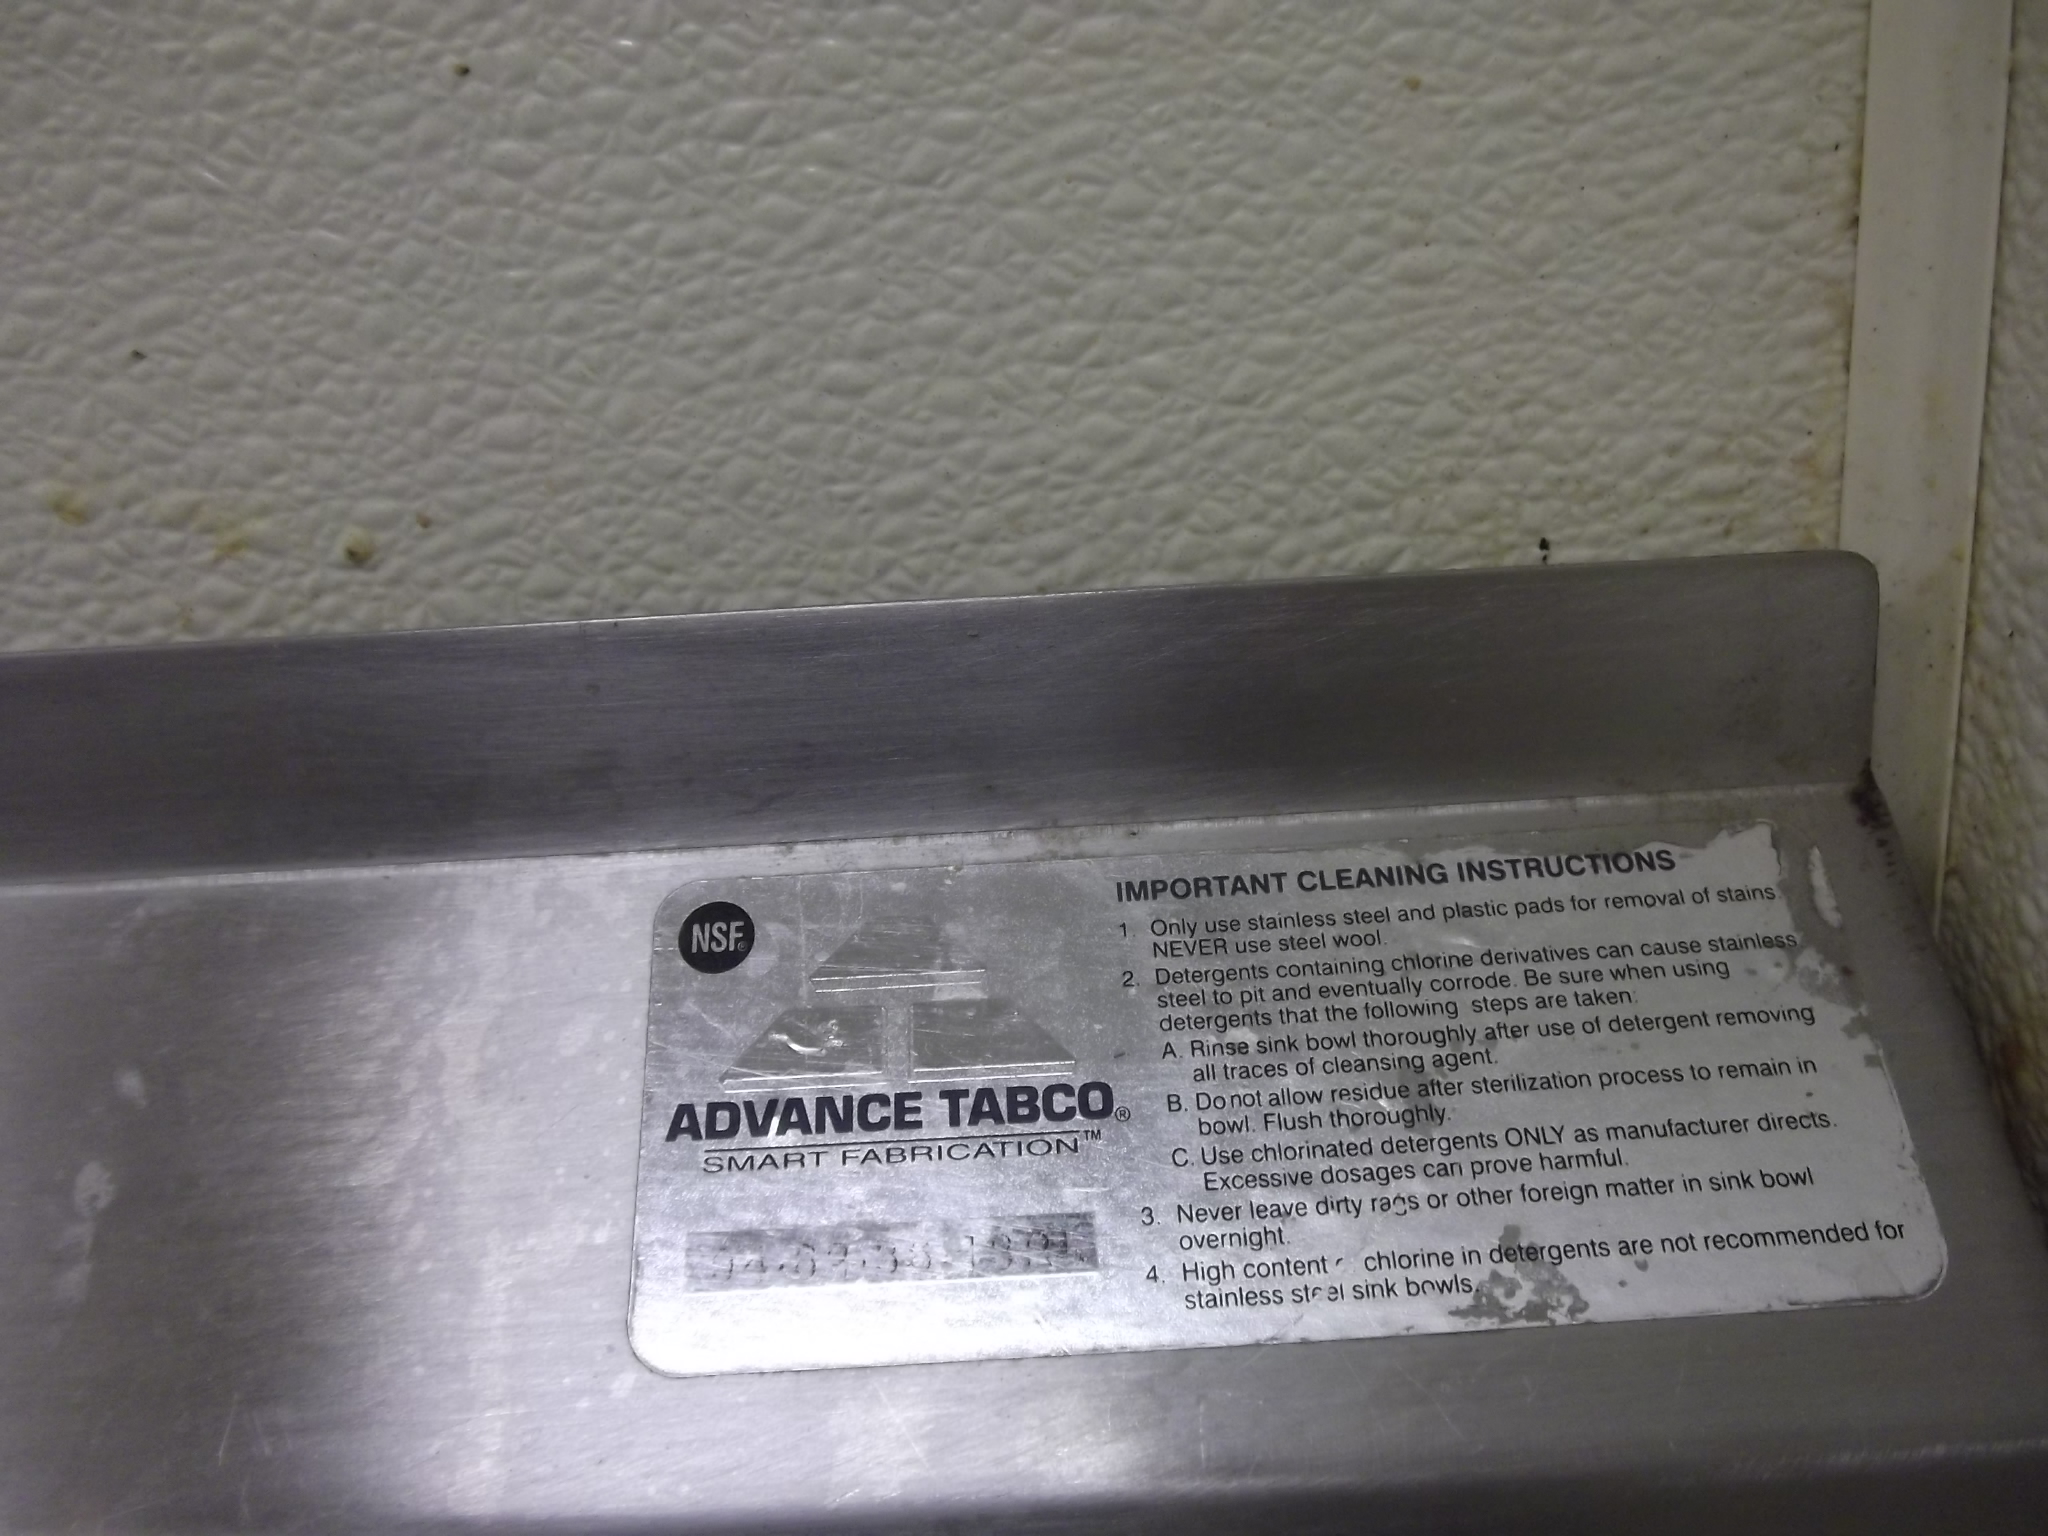 NSF®
ADVANCE TABCO®
SMART FABRICATION™
IMPORTANT CLEANING INSTRUCTIONS
1. Only use stainless steel and plastic pads for removal of stains.
NEVER use steel wool.
2. Detergents containing chlorine derivatives can cause stainless
steel to pit and eventually corrode. Be sure when using
detergents that the following steps are taken:
A. Rinse sink bowl thoroughly after use of detergent removing
all traces of cleansing agent.
B. Do not allow residue after sterilization process to remain in
bowl. Flush thoroughly.
C. Use chlorinated detergents ONLY as manufacturer directs.
Excessive dosages can prove harmful.
3. Never leave dirty rags or other foreign matter in sink bowl
overnight.
4. High content chlorine in detergents are not recommended for
stainless steel sink bowls.